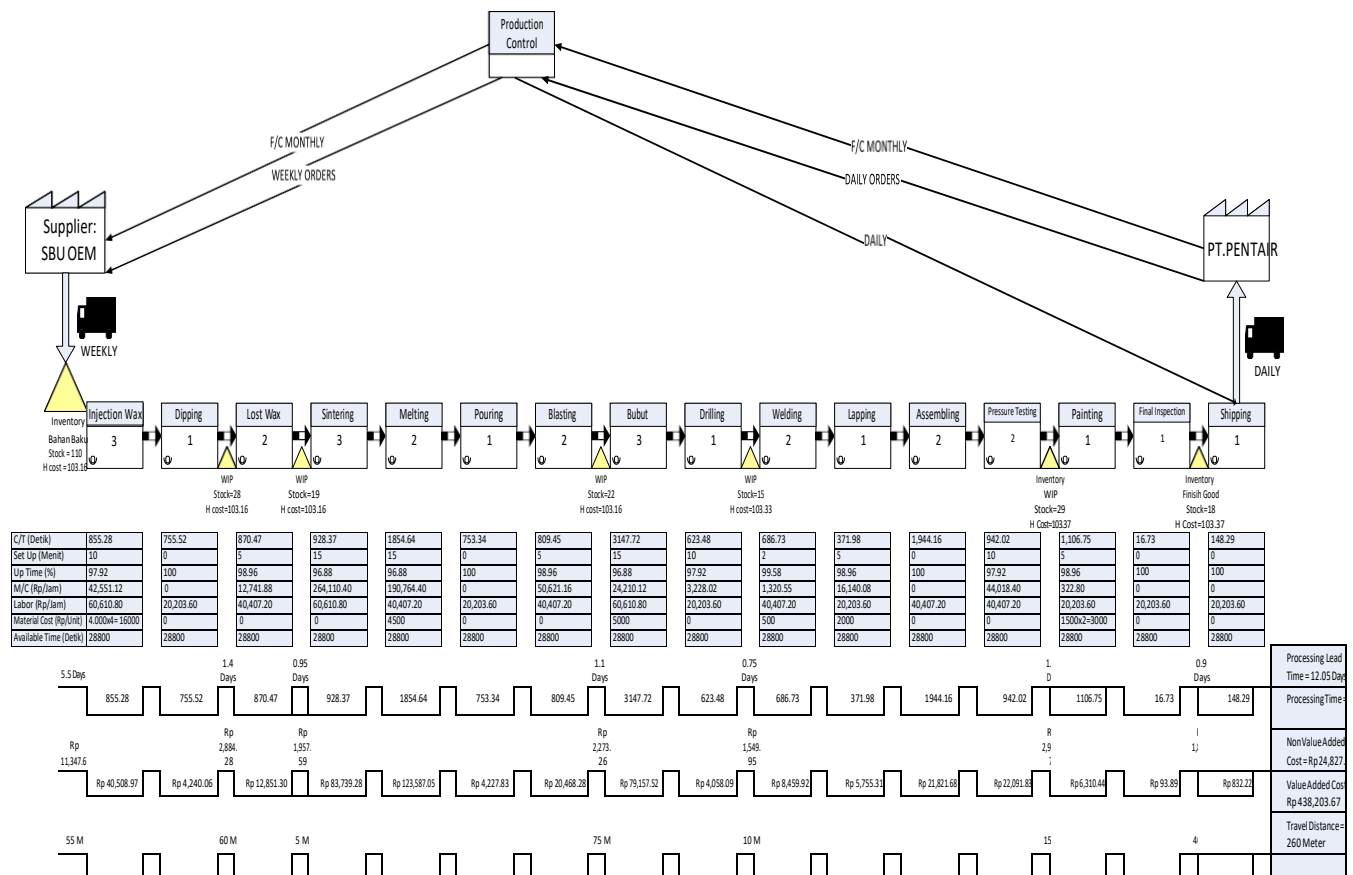 Production
Control
F/C MONTHLY
WEEKLY ORDERS
F/C MONTHLY
DAILY ORDERS
DAILY
Supplier:
SBU OEM
PT.PENTAIR
WEEKLY
DAILY
Inventory
Bahan Baku
Stock = 110
H cost =103.16
Injection Wax
3
Dipping
1
Lost Wax
2
Sintering
3
Melting
2
Pouring
1
Blasting
2
Bubut
3
Drilling
1
Welding
2
Lapping
1
Assembling
2
Pressure Testing
2
Painting
1
Final Inspection
1
Shipping
1
WIP
Stock=28
H cost=103.16
WIP
Stock=19
H cost=103.16
WIP
Stock=22
H cost=103.16
WIP
Stock=15
H cost=103.33
Inventory
WIP
Stock=29
H Cost=103.37
Inventory
Finisih Good
Stock=18
H Cost=103.37
C/T (Detik) 855.28 755.52 870.47 928.37 1854.64 753.34 809.45 3147.72 623.48 686.73 371.98 1,944.16 942.02 1,106.75 16.73 148.29
Set Up (Menit) 10 0 5 15 15 0 5 15 10 2 5 0 10 5 0 0
Up Time (%) 97.92 100 98.96 96.88 96.88 100 98.96 96.88 97.92 99.58 98.96 100 97.92 98.96 100 100
M/C (Rp/Jam) 42,551.12 0 12,741.88 264,110.40 190,764.40 0 50,621.16 24,210.12 3,228.02 1,320.55 16,140.08 0 44,018.40 322.80 0 0
Labor (Rp/Jam) 60,610.80 20,203.60 40,407.20 60,610.80 40,407.20 20,203.60 40,407.20 60,610.80 20,203.60 40,407.20 20,203.60 40,407.20 40,407.20 20,203.60 20,203.60 20,203.60
Material Cost (Rp/Unit) 4.000x4= 16000 0 0 0 4500 0 0 5000 0 500 2000 0 0 1500x2=3000 0 0
Available Time (Detik) 28800 28800 28800 28800 28800 28800 28800 28800 28800 28800 28800 28800 28800 28800 28800 28800
5.5 Days
1.4
Days
0.95
Days
1.1
Days
0.75
Days
1.
D
0.9
Days
855.28 755.52 870.47 928.37 1854.64 753.34 809.45 3147.72 623.48 686.73 371.98 1944.16 942.02 1106.75 16.73 148.29
Processing Lead
Time = 12.05 Days
Processing Time =
Rp
11,347.6
Rp
2,884.
28
Rp
1,957.
59
Rp
2,273.
26
Rp
1,549.
95
2,9
Rp 40,508.97 Rp 4,240.06 Rp 12,851.30 Rp 83,739.28 Rp 123,587.05 Rp 4,227.83 Rp 20,468.28 Rp 79,157.52 Rp 4,058.09 Rp 8,459.92 Rp 5,755.31 Rp 21,821.68 Rp 22,091.83 Rp 6,310.44 Rp 93.89 Rp 832.22
Non Value Added
Cost = Rp 24,827.
Value Added Cos
Rp 438,203.67
55 M 60 M 5 M 75 M 10 M 15
Travel Distance =
260 Meter